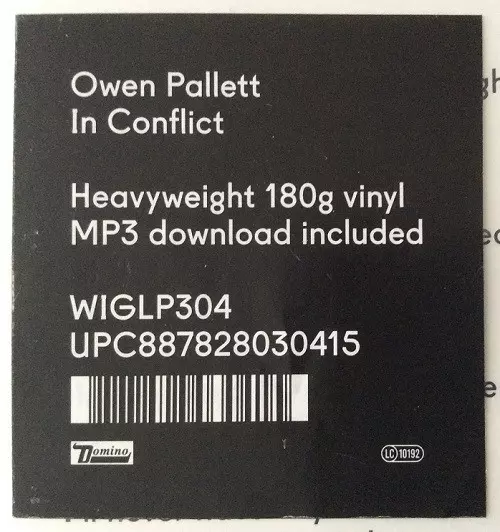 Owen Pallett
In Conflict
Heavyweight 180g vinyl
MP3 download included
WIGLP304
UPC887828030415
Domino
LC 10192